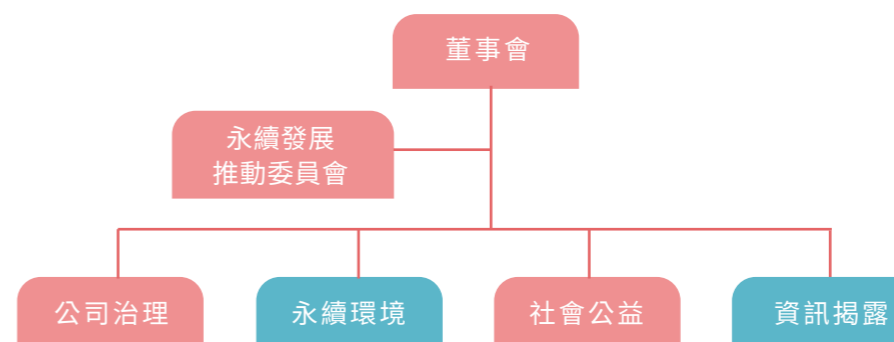 董事會
永續發展
推動委員會
公司治理
永續環境
社會公益
資訊揭露